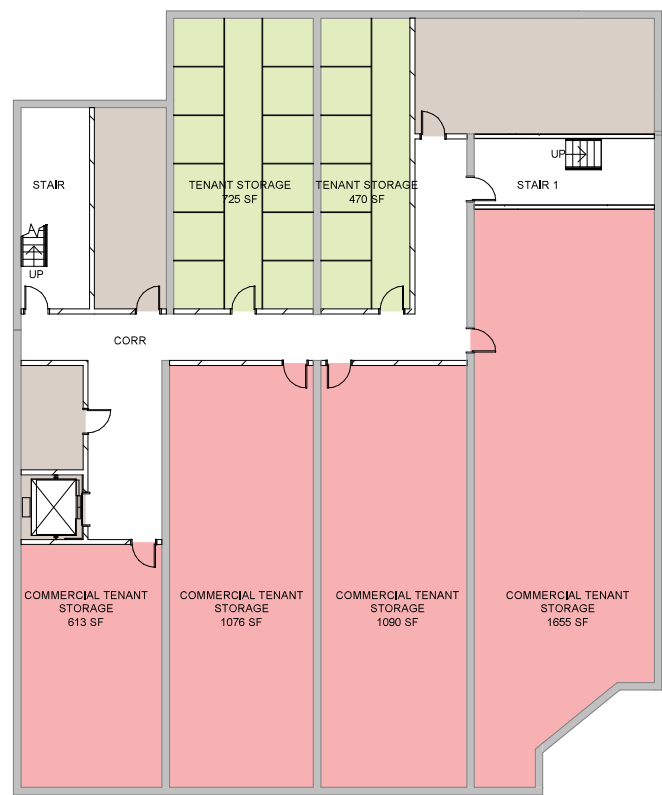 UP
STAIR
TENANT STORAGE
725 SF
TENANT STORAGE
470 SF
STAIR 1
UP
CORR
COMMERCIAL TENANT
STORAGE
613 SF
COMMERCIAL TENANT
STORAGE
1076 SF
COMMERCIAL TENANT
STORAGE
1090 SF
COMMERCIAL TENANT
STORAGE
1655 SF